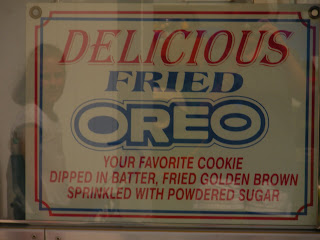 DELICIOUS
FRIED
OREO
YOUR FAVORITE COOKIE
DIPPED IN BATTER, FRIED GOLDEN BROWN
SPRINKLED WITH POWDERED SUGAR